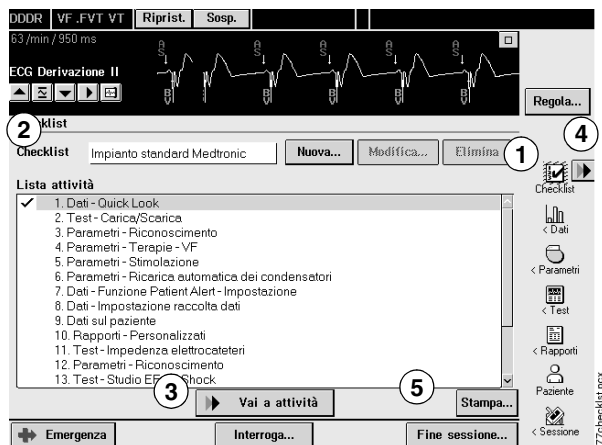 DDDR VF .FVT VT Riprist. Sosp.
63 /min / 950 ms
A
S
A
S
A
S
A
S
A
S
ECG Derivazione II
B
V
B
V
B
V
B
V
B
V
Regola...
2
4
Checklist Impianto standard Medtronic Nuova... Modifica... Elimina 1
Checklist
Lista attività
✓ 1. Dati - Quick Look
2. Test - Carica/Scarica
3. Parametri - Riconoscimento
4. Parametri - Terapie - VF
5. Parametri - Stimolazione
6. Parametri - Ricarica automatica dei condensatori
7. Dati - Funzione Patient Alert - Impostazione
8. Dati - Impostazione raccolta dati
9. Dati sul paziente
10. Rapporti - Personalizzati
11. Test - Impedenza elettrocateteri
12. Parametri - Riconoscimento
13. Test - Studio Shock
< Dati
< Parametri
< Test
< Rapporti
Paziente
< Sessione
3 Vai a attività 5 Stampa...
Emergenza Interroga... Fine sessione...
7checklist.pcx